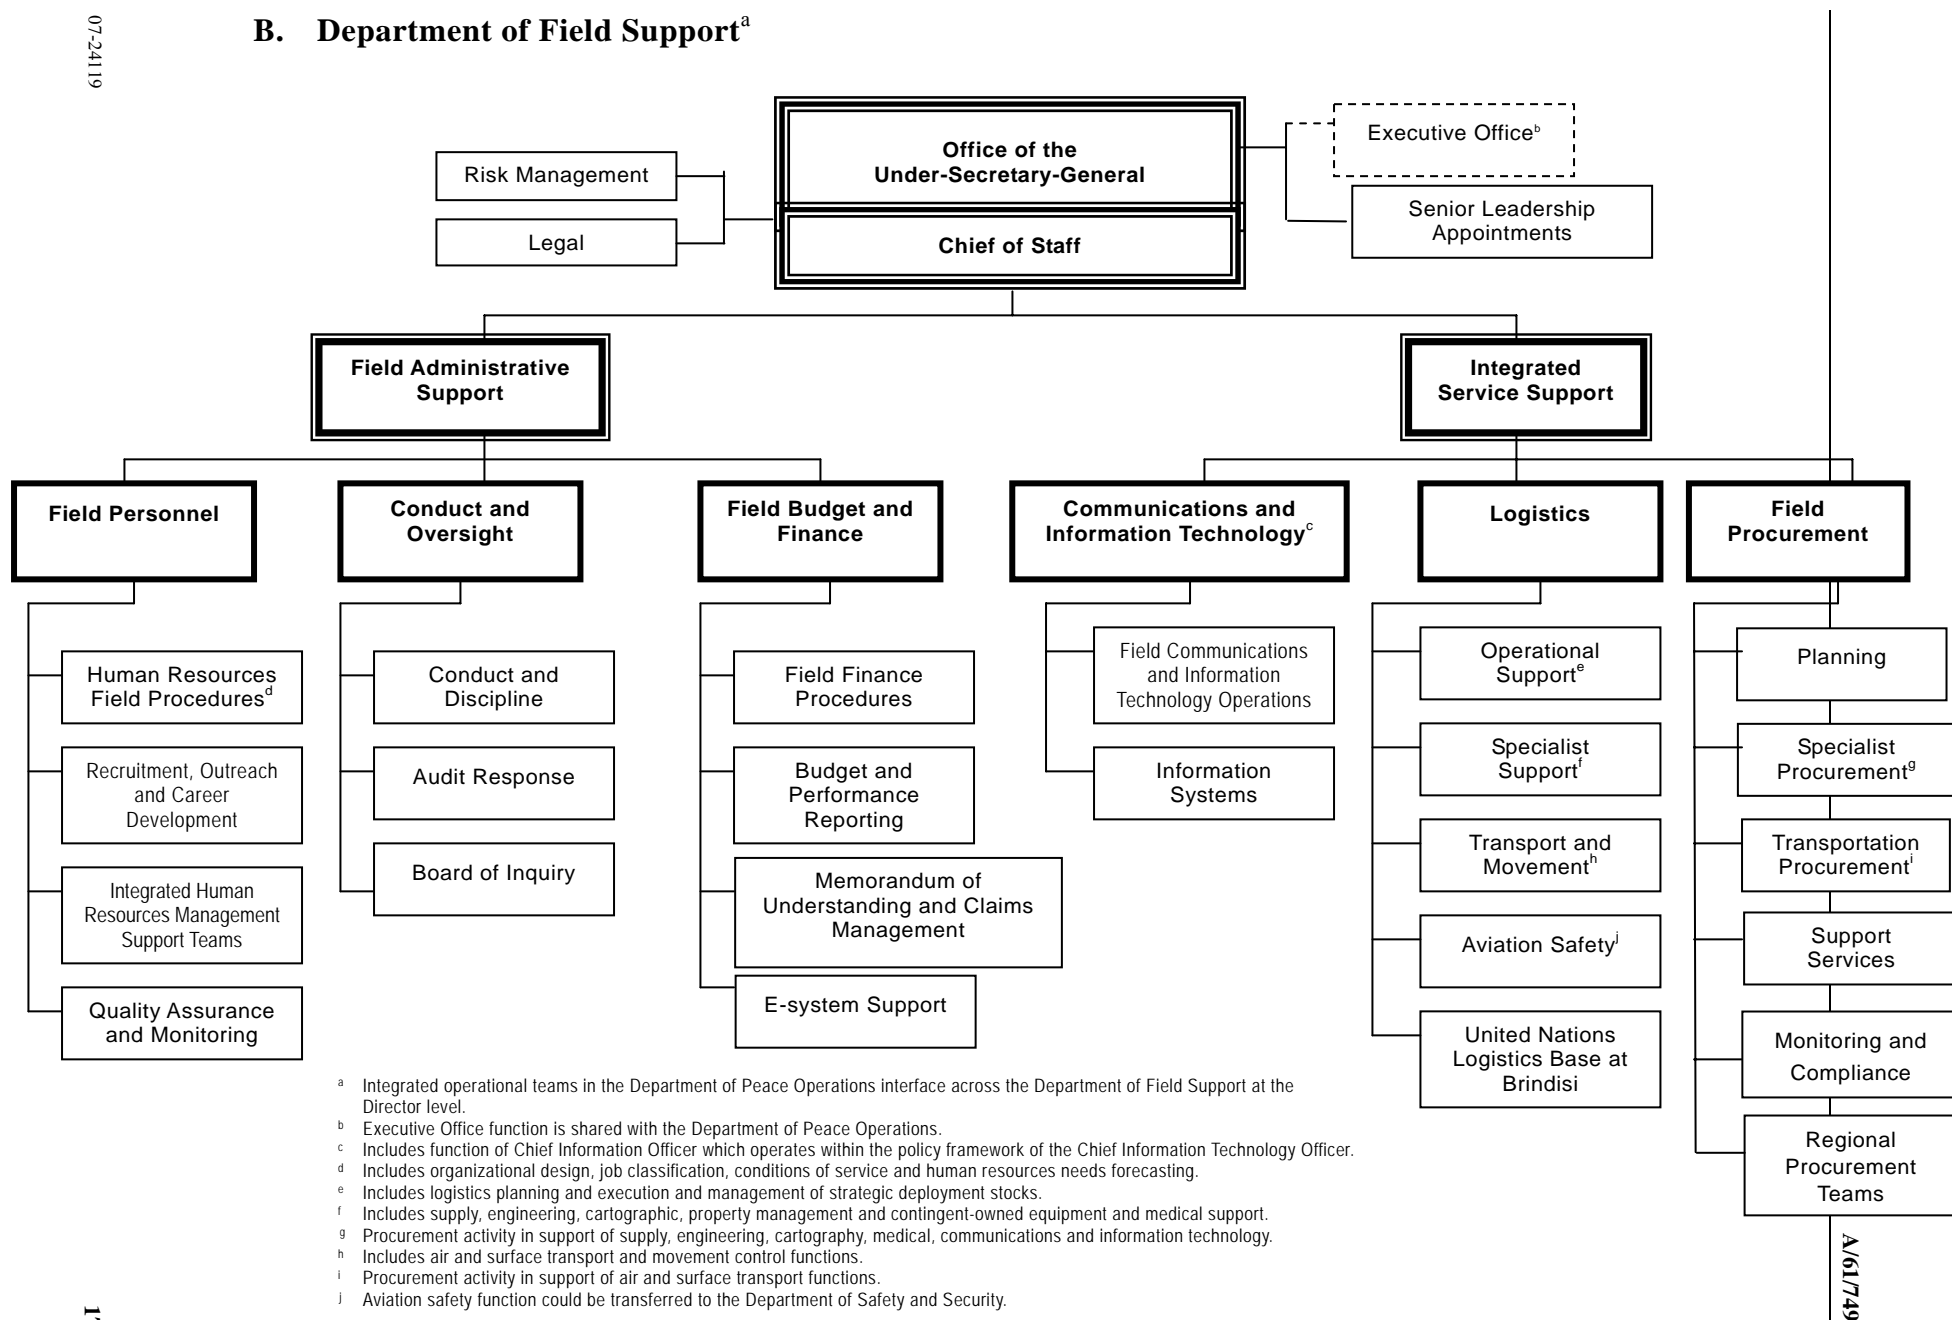 07-24119
B. Department of Field Supportᵃ
Office of the
Under-Secretary-General
Chief of Staff
Risk Management
Legal
Executive Officeᵇ
Senior Leadership
Appointments
Field Administrative
Support
Integrated
Service Support
Field Personnel
Conduct and
Oversight
Field Budget and
Finance
Communications and
Information Technologyᶜ
Logistics
Field
Procurement
Human Resources
Field Proceduresᵈ
Recruitment, Outreach
and Career
Development
Integrated Human
Resources Management
Support Teams
Quality Assurance
and Monitoring
Conduct and
Discipline
Audit Response
Board of Inquiry
Field Finance
Procedures
Budget and
Performance
Reporting
Memorandum of
Understanding and Claims
Management
E-system Support
Field Communications
and Information
Technology Operations
Information
Systems
Operational
Supportᵉ
Specialist
Supportᶠ
Transport and
Movementʰ
Aviation Safetyʲ
United Nations
Logistics Base at
Brindisi
Planning
Specialist
Procurementᵍ
Transportation
Procurementⁱ
Support
Services
Monitoring and
Compliance
Regional
Procurement
Teams
ᵃ Integrated operational teams in the Department of Peace Operations interface across the Department of Field Support at the
Director level.
ᵇ Executive Office function is shared with the Department of Peace Operations.
ᶜ Includes function of Chief Information Officer which operates within the policy framework of the Chief Information Technology Officer.
ᵈ Includes organizational design, job classification, conditions of service and human resources needs forecasting.
ᵉ Includes logistics planning and execution and management of strategic deployment stocks.
ᶠ Includes supply, engineering, cartographic, property management and contingent-owned equipment and medical support.
ᵍ Procurement activity in support of supply, engineering, cartography, medical, communications and information technology.
ʰ Includes air and surface transport and movement control functions.
ⁱ Procurement activity in support of air and surface transport functions.
ʲ Aviation safety function could be transferred to the Department of Safety and Security.
A/61/749